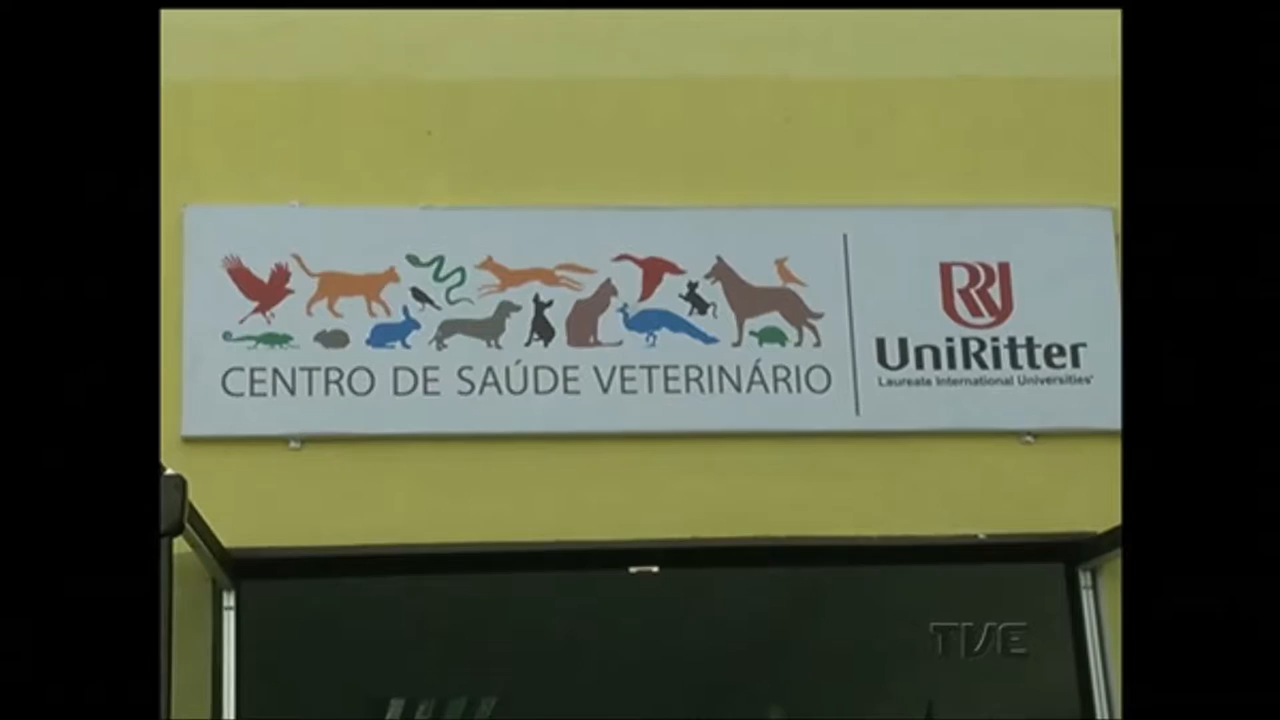 CENTRO DE SAÚDE VETERINÁRIO
UniRitter
Laureate International Universities'
TVE